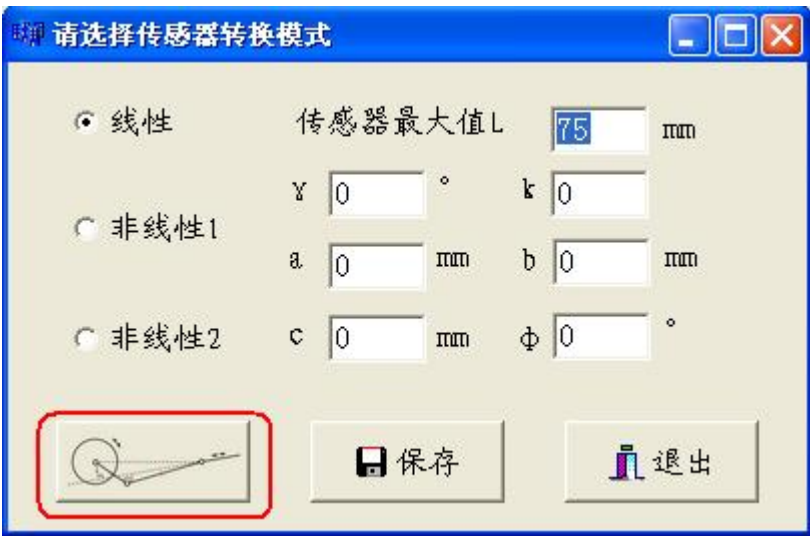 请选择传感器转换模式
线性 传感器最大值L 75 mm
γ 0 ° k 0
非线性1
a 0 mm b 0 mm
非线性2 c 0 mm ф 0 °
保存 退出